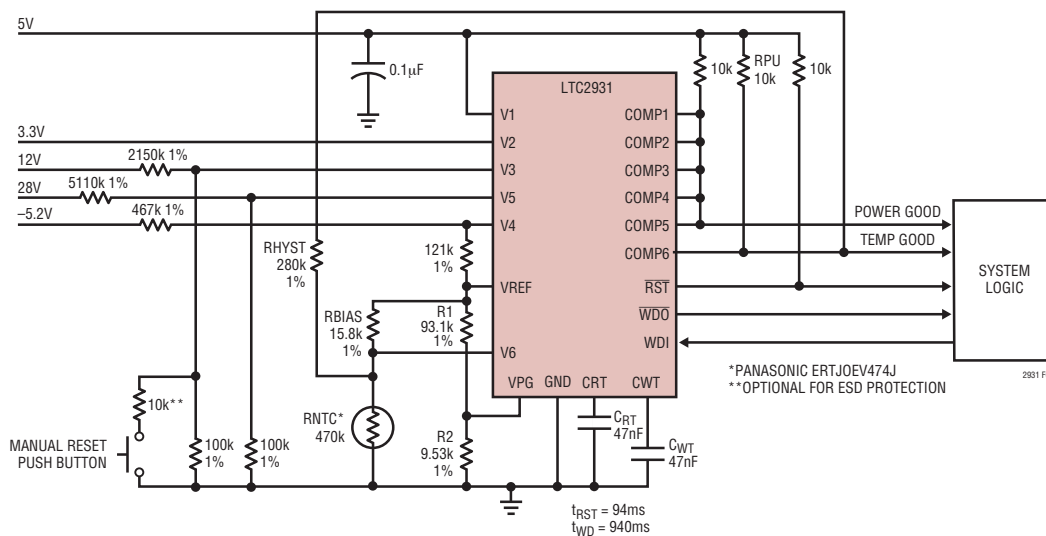 5V
0.1µF
10k
RPU
10k
10k
LTC2931
V1
COMP1
3.3V
V2
COMP2
12V
2150k 1%
V3
COMP3
28V
5110k 1%
V5
COMP4
–5.2V
467k 1%
V4
COMP5
POWER GOOD
RHYST
280k
1%
121k
1%
COMP6
TEMP GOOD
VREF
RST
SYSTEM
LOGIC
RBIAS
15.8k
1%
R1
93.1k
1%
WDO
V6
WDI
*PANASONIC ERTJOEV474J
**OPTIONAL FOR ESD PROTECTION
2931 F
VPG
GND
CRT
CWT
10k**
RNTC*
470k
CRT
47nF
MANUAL RESET
PUSH BUTTON
100k
1%
100k
1%
R2
9.53k
1%
CWT
47nF
tRST = 94ms
tWD = 940ms